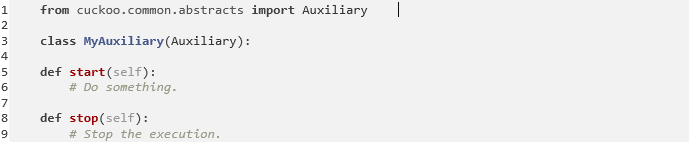 1 from cuckoo.common.abstracts import Auxiliary
2
3 class MyAuxiliary(Auxiliary):
4
5 def start(self):
6     # Do something.
7
8 def stop(self):
9     # Stop the execution.